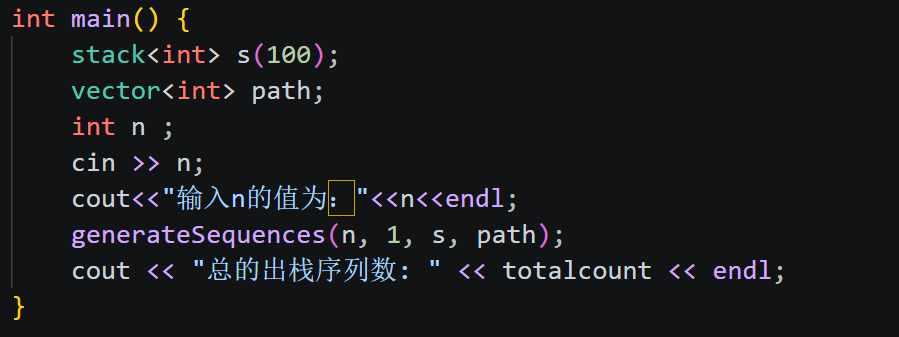 int main() {
    stack<int> s(100);
    vector<int> path;
    int n ;
    cin >> n;
    cout<<"输入n的值为："<<n<<endl;
    generateSequences(n, 1, s, path);
    cout << "总的出栈序列数: " << totalcount << endl;
}